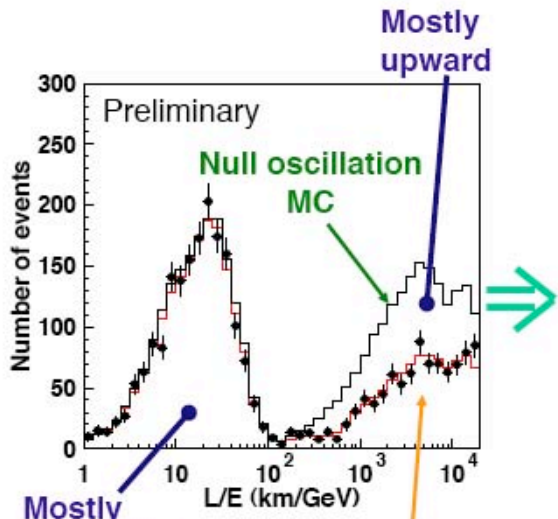 Mostly
upward
300
Preliminary
250
Null oscillation
MC
200
150
100
50
0
Number of events
1 10 10² 10³ 10⁴
L/E (km/GeV)
Mostly